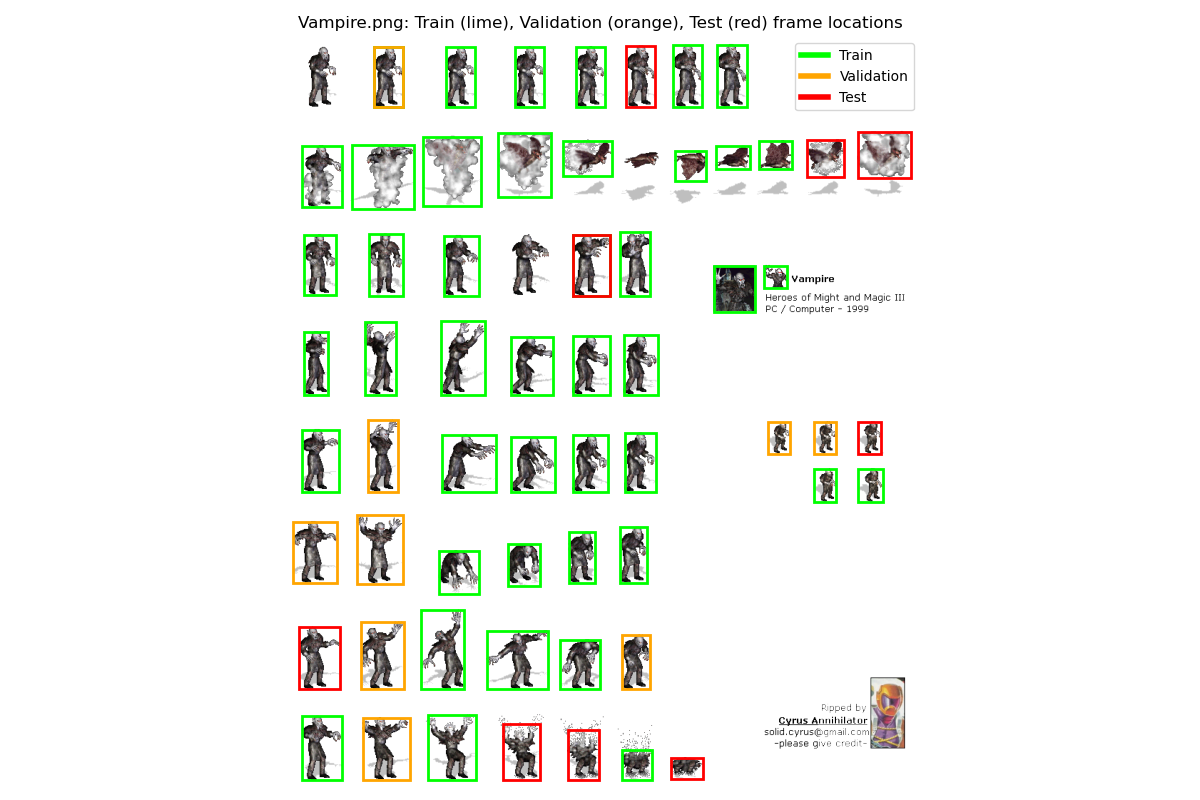 Vampire.png: Train (lime), Validation (orange), Test (red) frame locations
Train
Validation
Test
Vampire
Heroes of Might and Magic III
PC / Computer - 1999
Ripped by
Cyrus Annihilator
solid.cyrus@gmail.com
-please give credit-